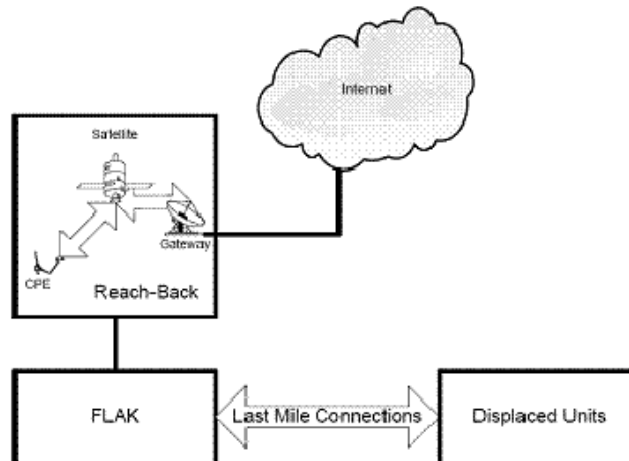 Internet
Satellite
Gateway
CPE
Reach-Back
FLAK
Last Mile Connections
Displaced Units